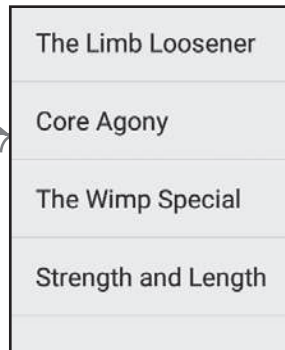 The Limb Loosener
Core Agony
The Wimp Special
Strength and Length